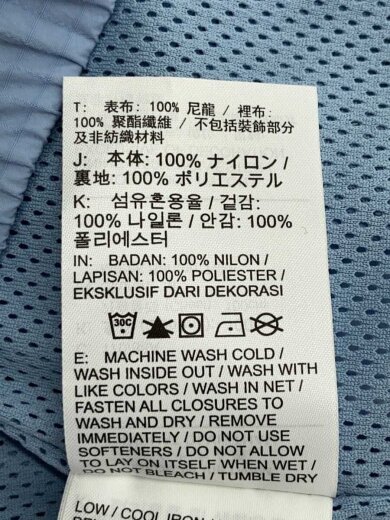 T: 表布: 100% 尼龍 / 裡布:
100% 聚酯纖維 / 不包括裝飾部分
及非紡織材料
J: 本体: 100% ナイロン /
裏地: 100% ポリエステル
K: 섬유혼용율 / 겉감:
100% 나일론 / 안감: 100%
폴리에스터
IN: BADAN: 100% NILON /
LAPISAN: 100% POLIESTER /
EKSKLUSIF DARI DEKORASI
30C
E: MACHINE WASH COLD /
WASH INSIDE OUT / WASH WITH
LIKE COLORS / WASH IN NET /
FASTEN ALL CLOSURES TO
WASH AND DRY / REMOVE
IMMEDIATELY / DO NOT USE
SOFTENERS / DO NOT ALLOW
TO LAY ON ITSELF WHEN WET /
DO NOT BLEACH / TUMBLE DRY
LOW / COOL IRON /